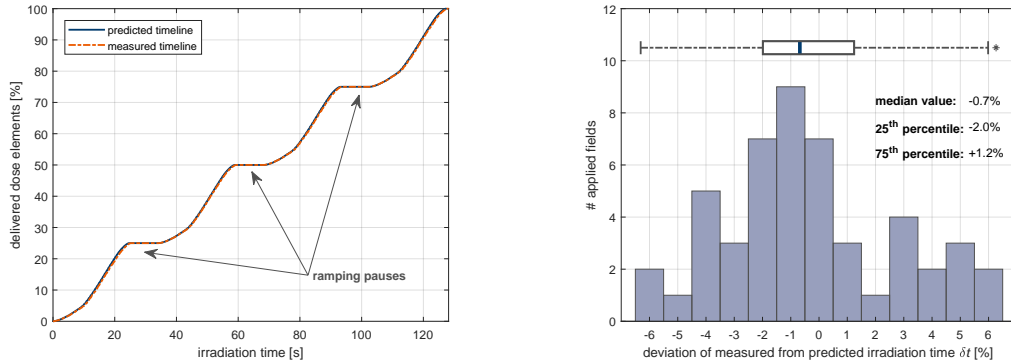 100
90
80
70
60
50
40
30
20
10
0
delivered dose elements [%]
predicted timeline
measured timeline
ramping pauses
0 20 40 60 80 100 120
irradiation time [s]
12
10
8
6
4
2
0
# applied fields
*
median value: -0.7%
25th percentile: -2.0%
75th percentile: +1.2%
-6 -5 -4 -3 -2 -1 0 1 2 3 4 5 6
deviation of measured from predicted irradiation time δt [%]